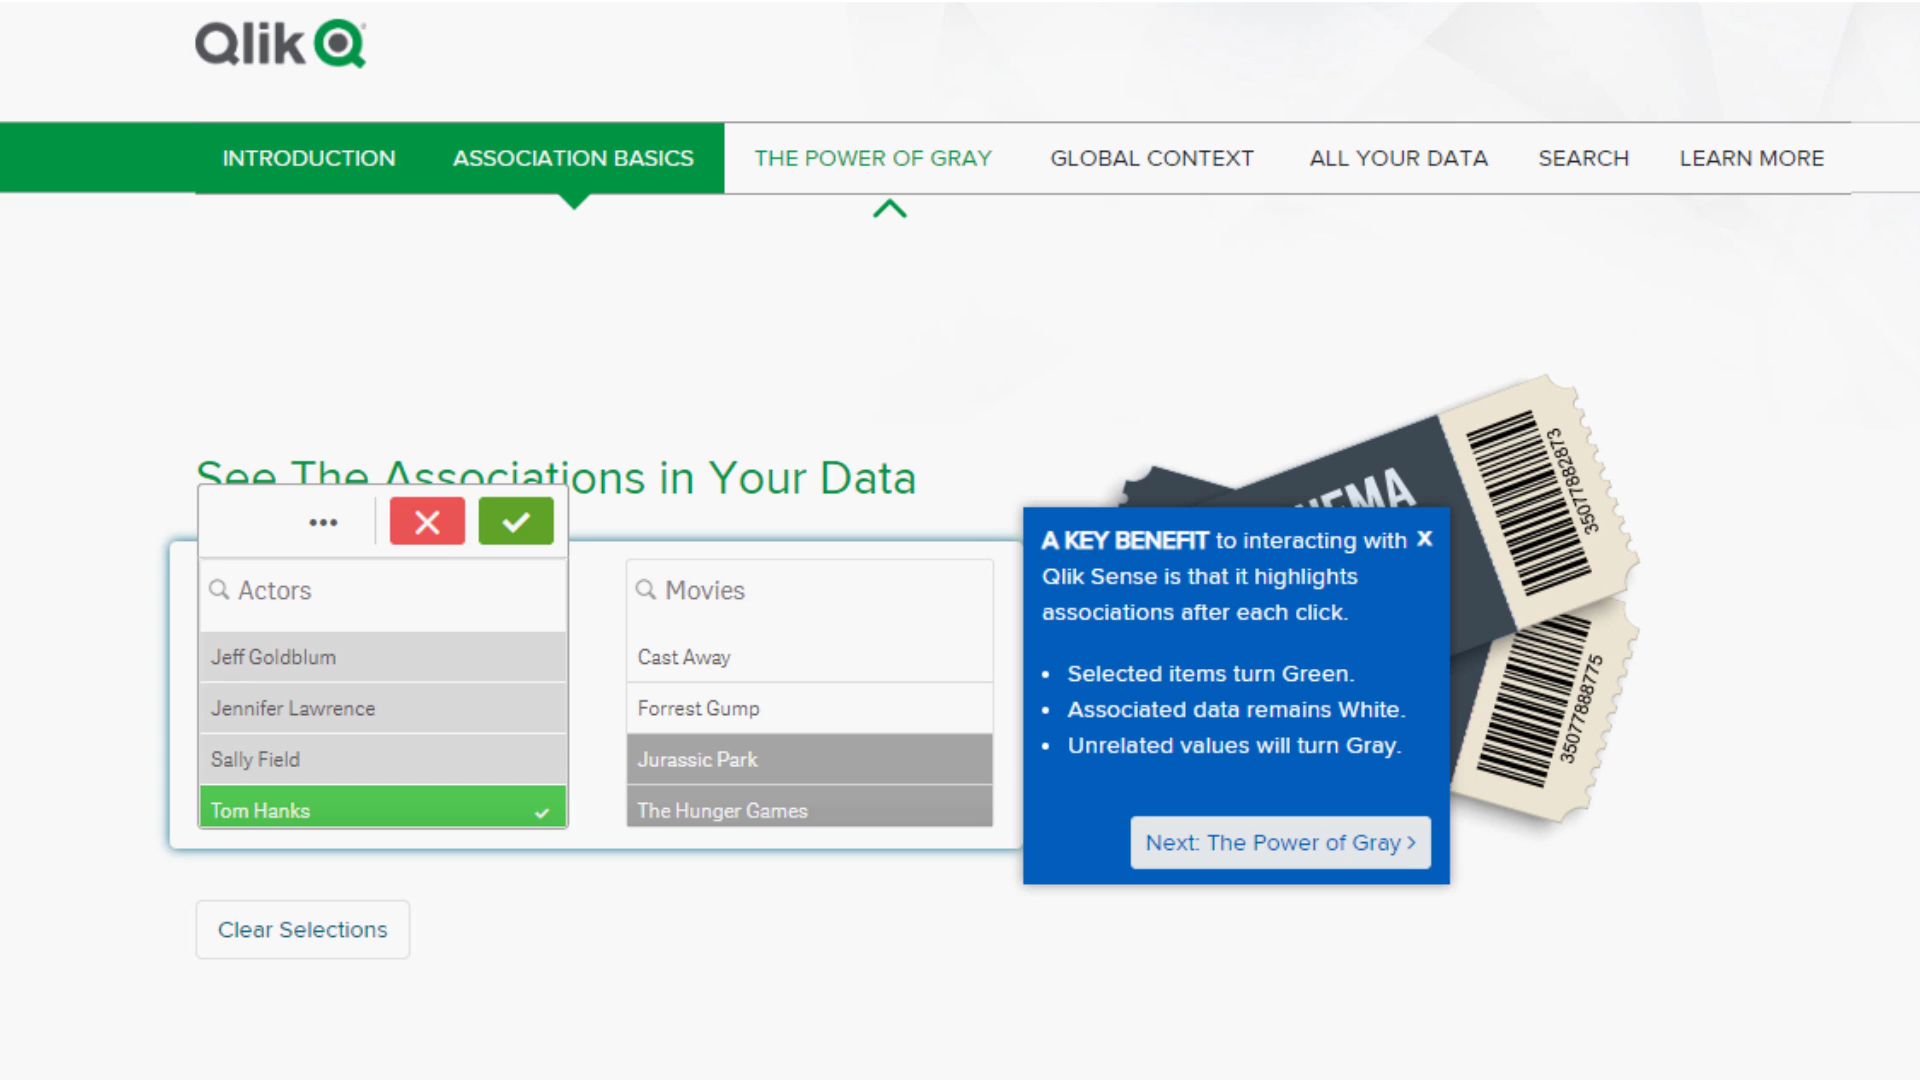 Qlik
INTRODUCTION
ASSOCIATION BASICS
THE POWER OF GRAY
GLOBAL CONTEXT
ALL YOUR DATA
SEARCH
LEARN MORE
See The Associations in Your Data
Actors
Jeff Goldblum
Jennifer Lawrence
Sally Field
Tom Hanks
Movies
Cast Away
Forrest Gump
Jurassic Park
The Hunger Games
A KEY BENEFIT to interacting with X
Qlik Sense is that it highlights
associations after each click.
• Selected items turn Green.
• Associated data remains White.
• Unrelated values will turn Gray.
Next: The Power of Gray >
EMA
35077882873
35077888775
Clear Selections